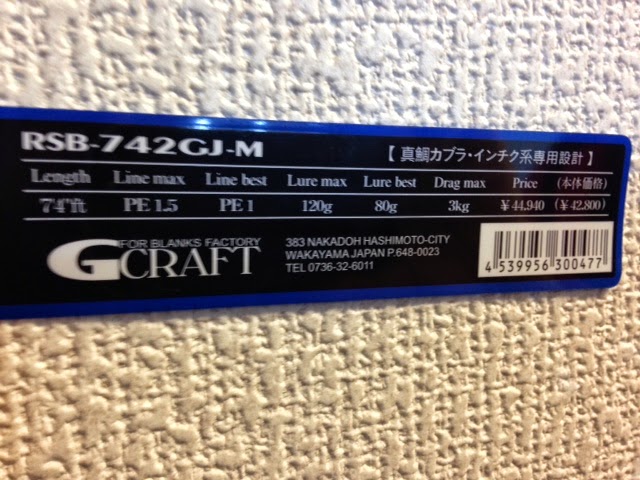 RSB-742GJ-M 【真鯛カブラ・インチク系専用設計】
Length Line max Line best Lure max Lure best Drag max Price (本体価格)
7'4"ft PE 1.5 PE 1 120g 80g 3kg ￥44.940 (￥42.800)
FOR BLANKS FACTORY
GCRAFT
383 NAKADOH HASHIMOTO-CITY
WAKAYAMA JAPAN P.648-0023
TEL 0736-32-6011
4 539956 300477